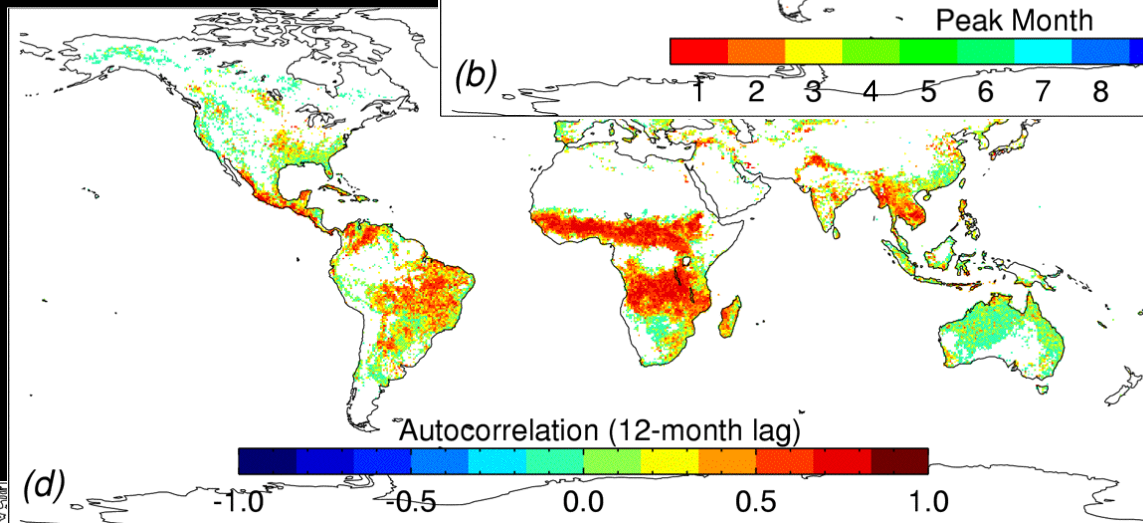 Peak Month
(b)
1 2 3 4 5 6 7 8
Autocorrelation (12-month lag)
(d)
-1.0 -0.5 0.0 0.5 1.0